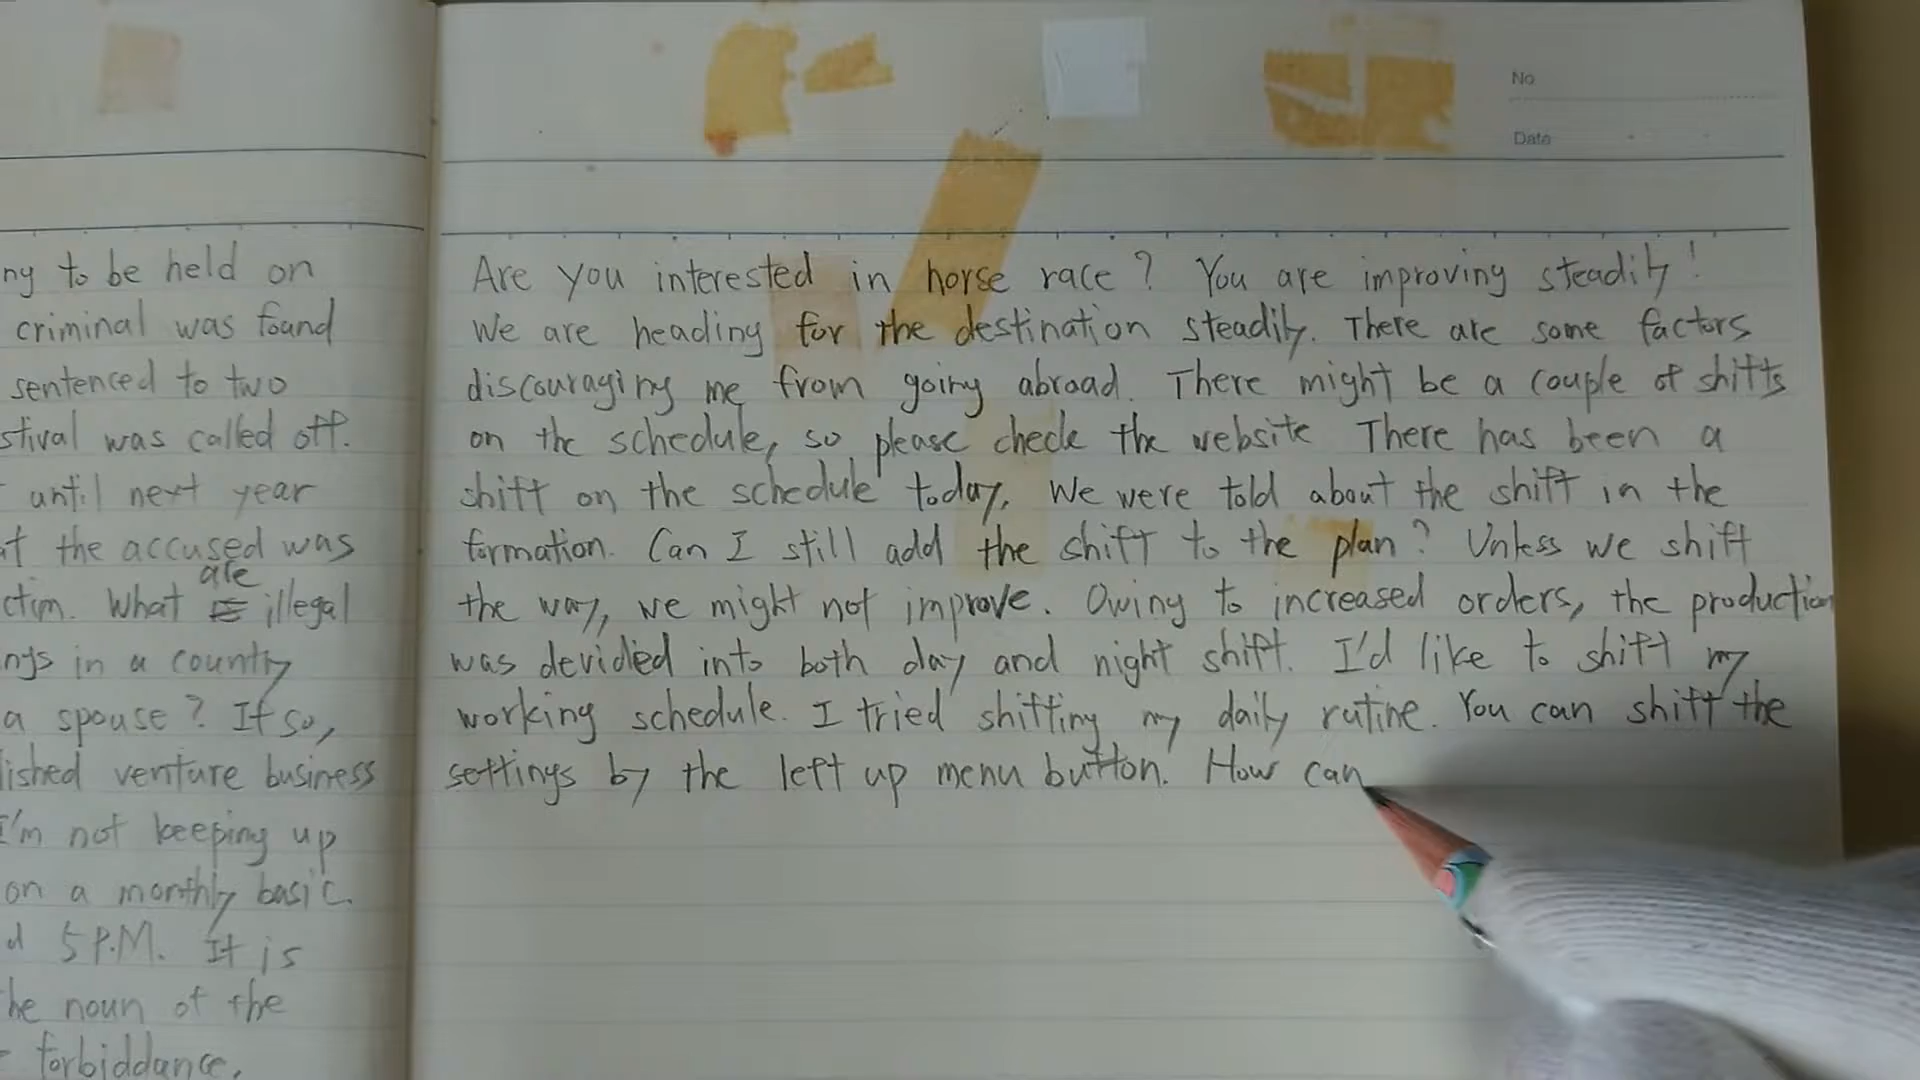 No
Date
ny to be held on
criminal was found
sentenced to two
stival was called off.
until next year
at the accused was
are
ctim. What illegal
ngs in a country
a spouse? If so,
lished venture business
I'm not keeping up
on a monthly basic.
d 5 P.M. It is
he noun of the
forbiddance.
Are you interested in horse race? You are improving steadily!
We are heading for the destination steadily. There are some factors
discouraging me from going abroad. There might be a couple of shifts
on the schedule, so please check the website There has been a
shift on the schedule today. We were told about the shift in the
formation. Can I still add the shift to the plan? Unless we shift
the way, we might not improve. Owing to increased orders, the production
was devided into both day and night shift. I'd like to shift my
working schedule. I tried shifting my daily rutine. You can shift the
settings by the left up menu button. How can